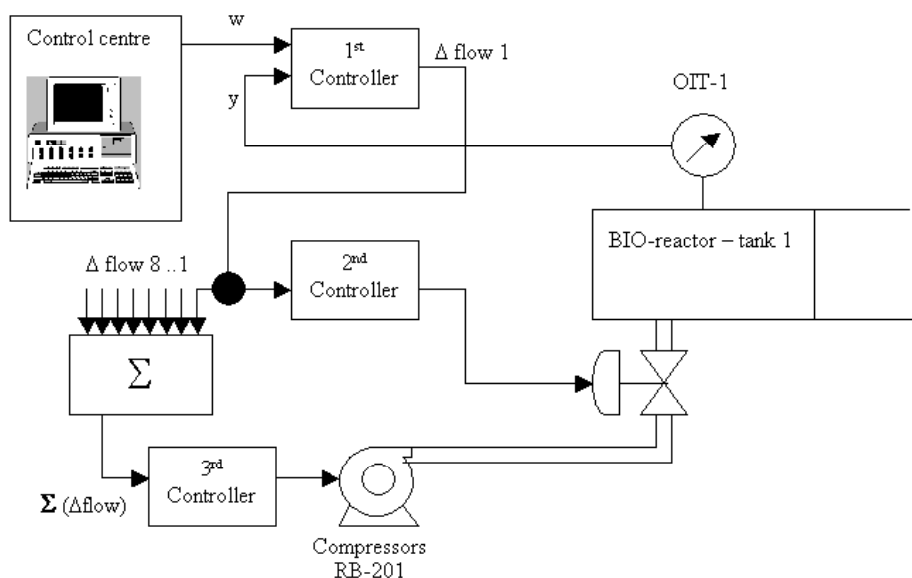 Control centre
w
1st
Controller
Δ flow 1
OIT-1
y
BIO-reactor – tank 1
Δ flow 8 ..1
2nd
Controller
Σ
3rd
Controller
Σ (Δflow)
Compressors
RB-201